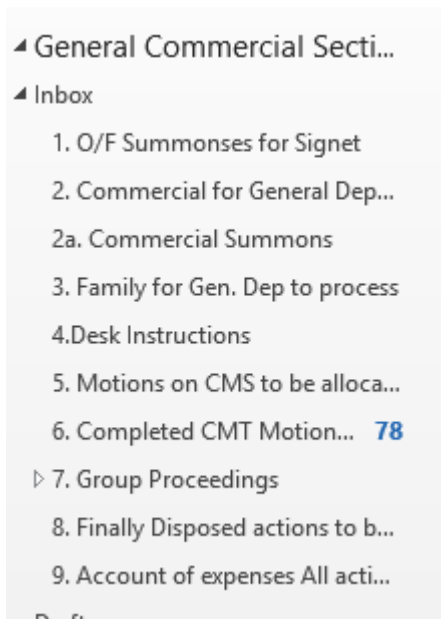 General Commercial Secti...
Inbox
1. O/F Summonses for Signet
2. Commercial for General Dep...
2a. Commercial Summons
3. Family for Gen. Dep to process
4.Desk Instructions
5. Motions on CMS to be alloca...
6. Completed CMT Motion... 78
7. Group Proceedings
8. Finally Disposed actions to b...
9. Account of expenses All acti...